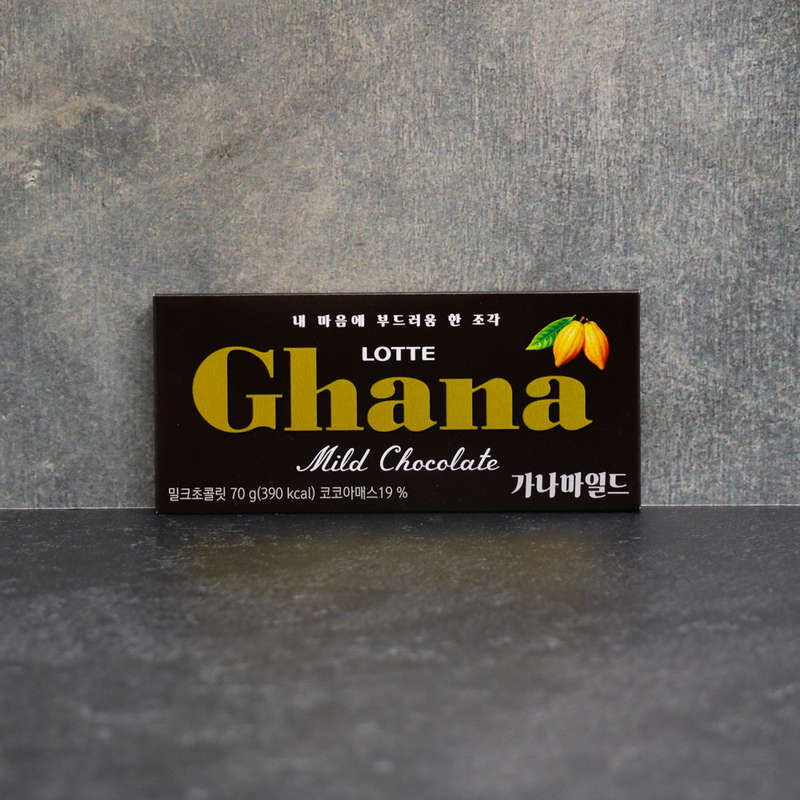 내 마음에 부드러움 한 조각
LOTTE
Ghana
Mild Chocolate
가나마일드
밀크초콜릿 70 g(390 kcal) 코코아매스19 %